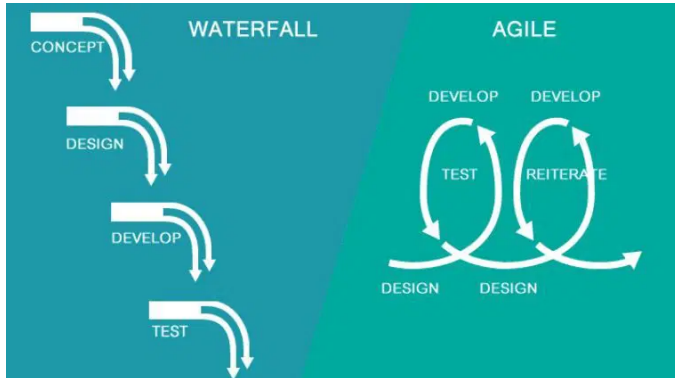 WATERFALL
CONCEPT
DESIGN
DEVELOP
TEST
AGILE
DEVELOP DEVELOP
TEST REITERATE
DESIGN DESIGN